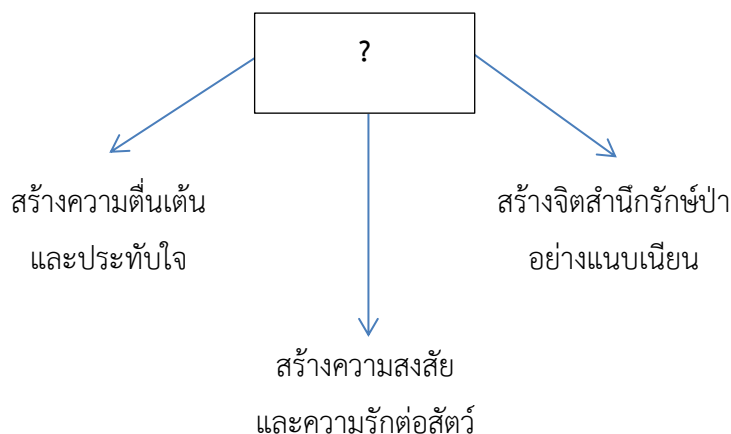 ?
สร้างความตื่นเต้น
และประทับใจ
สร้างจิตสำนึกรักษ์ป่า
อย่างแนบเนียน
สร้างความสงสัย
และความรักต่อสัตว์